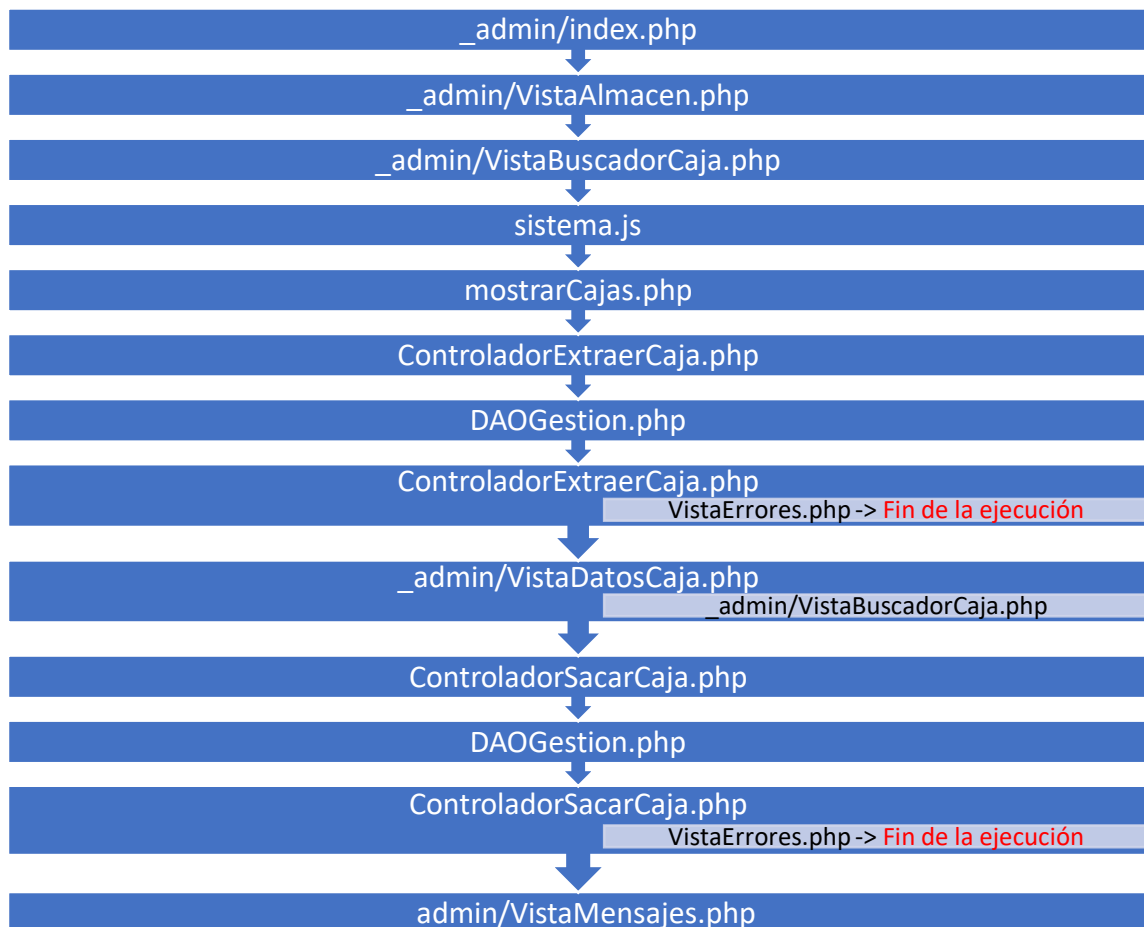 _admin/index.php
_admin/VistaAlmacen.php
_admin/VistaBuscadorCaja.php
sistema.js
mostrarCajas.php
ControladorExtraerCaja.php
DAOGestion.php
ControladorExtraerCaja.php
VistaErrores.php -> Fin de la ejecución
_admin/VistaDatosCaja.php
_admin/VistaBuscadorCaja.php
ControladorSacarCaja.php
DAOGestion.php
ControladorSacarCaja.php
VistaErrores.php -> Fin de la ejecución
admin/VistaMensajes.php